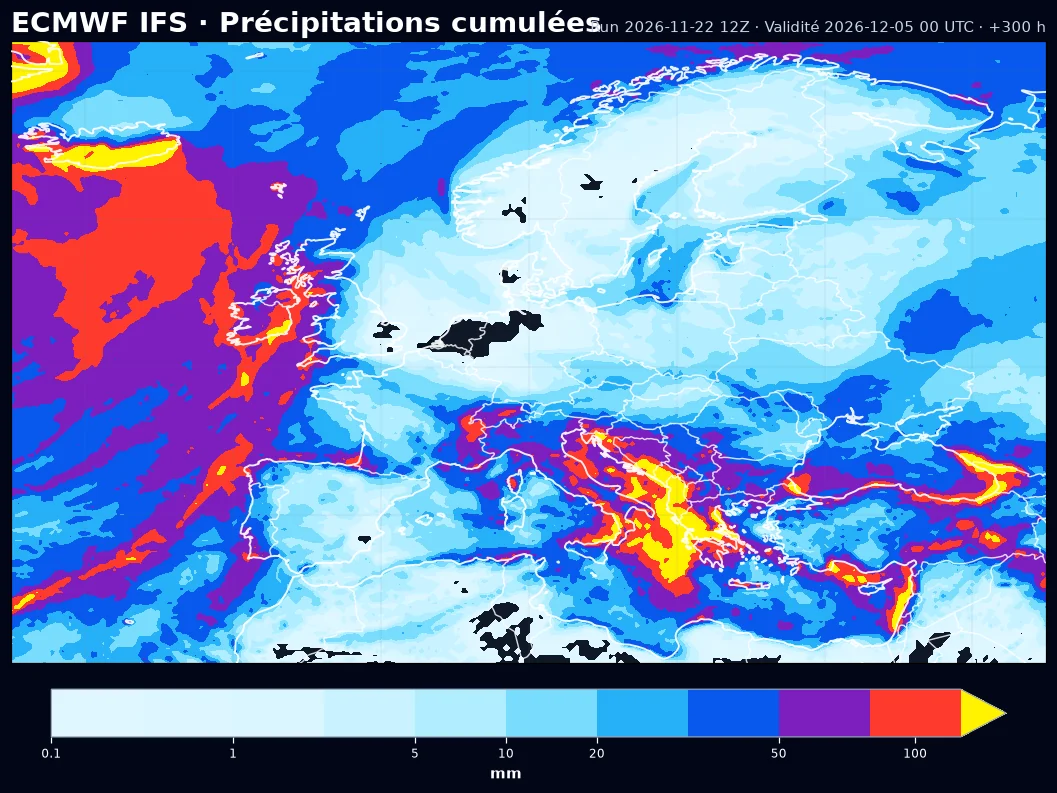 ECMWF IFS · Précipitations cumulées
Run 2026-11-22 12Z · Validité 2026-12-05 00 UTC · +300 h
0.1 1 5 10 20 50 100
mm